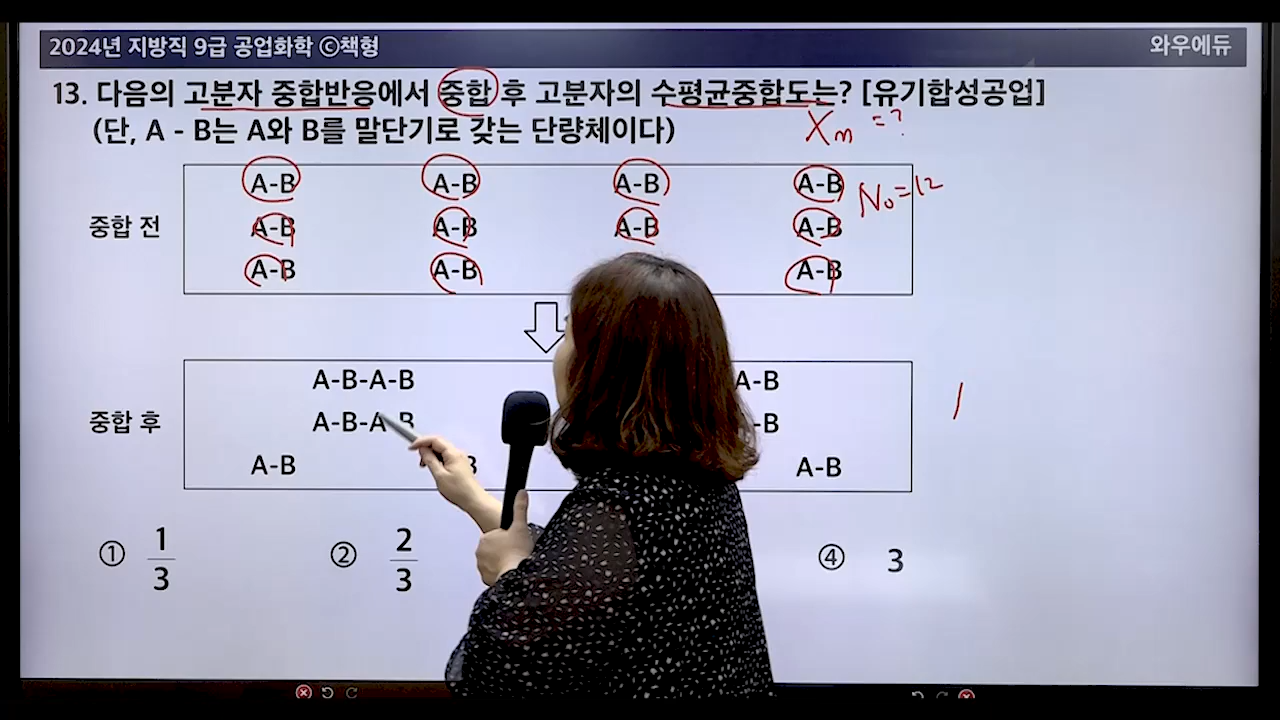 2024년 지방직 9급 공업화학 ⓒ책형
와우에듀
13. 다음의 고분자 중합반응에서 중합 후 고분자의 수평균중합도는? [유기합성공업]
(단, A - B는 A와 B를 말단기로 갖는 단량체이다)
Xn = ?
중합 전
A-B A-B A-B A-B
N₀=12
A-B A-B A-B A-B
A-B A-B A-B
중합 후
A-B-A-B A-B
A-B-A-B -B
A-B B A-B
① 1/3 ② 2/3 ④ 3